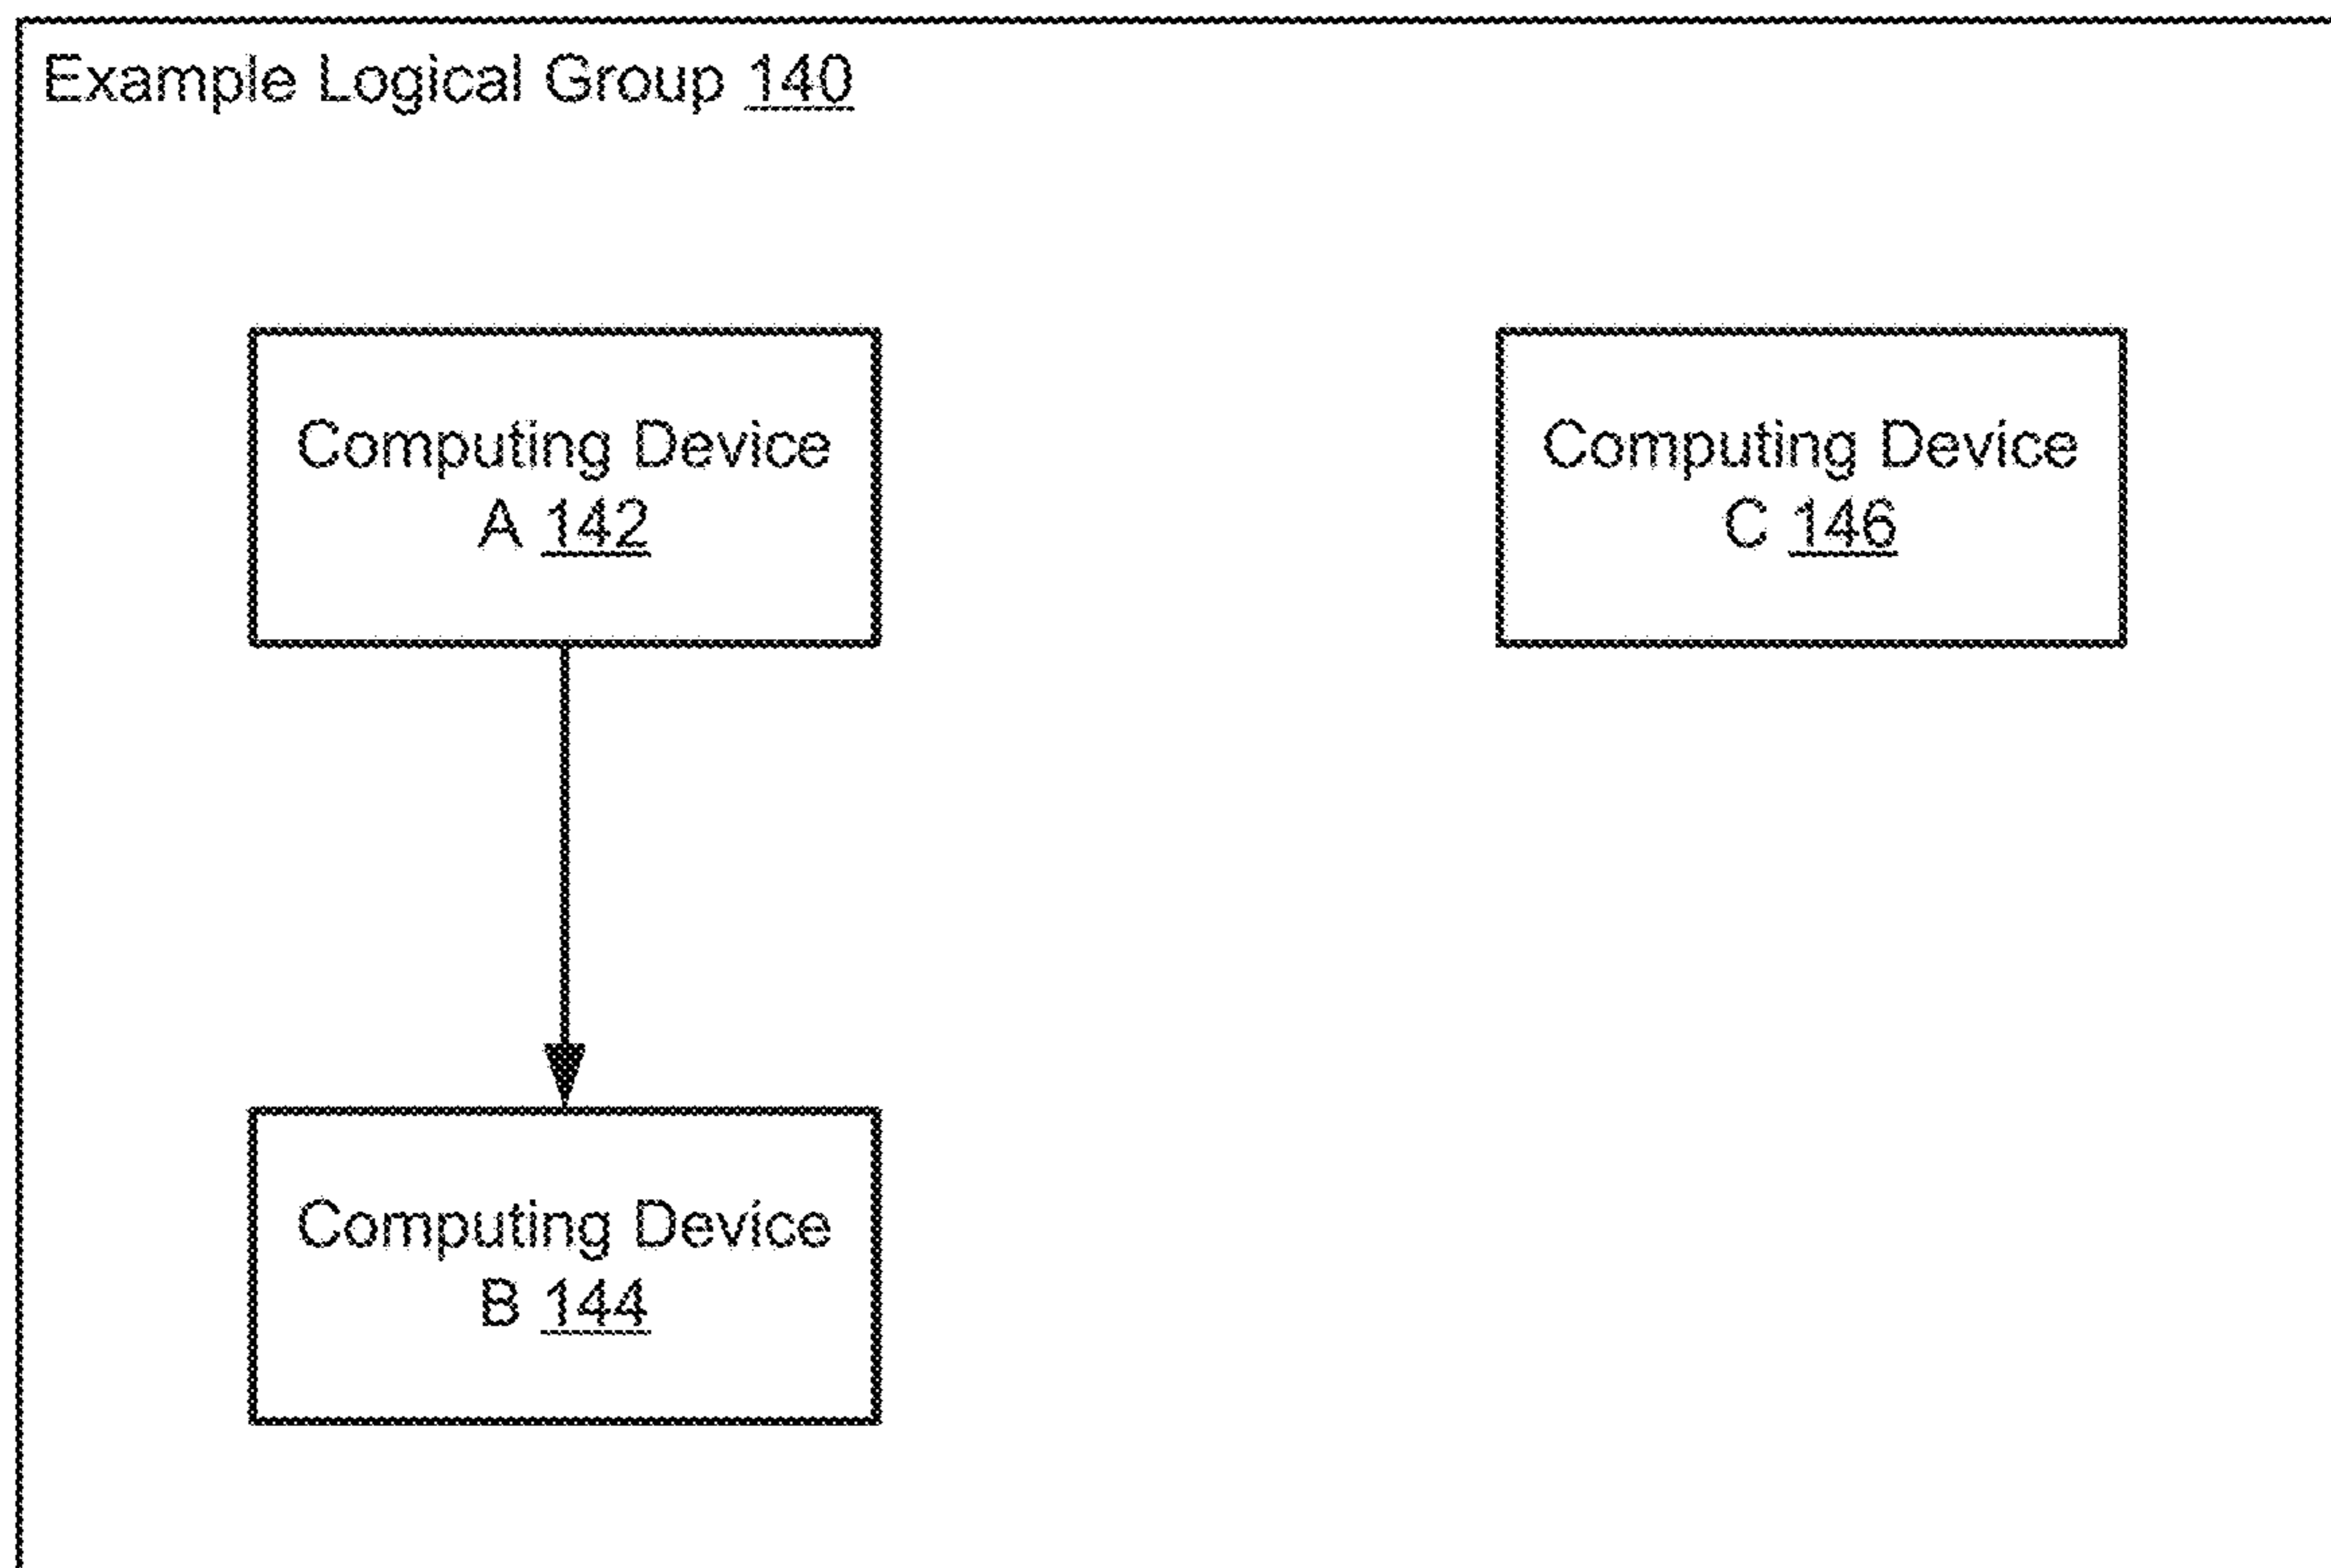 Example Logical Group 140
Computing Device
A 142
Computing Device
C 146
Computing Device
B 144